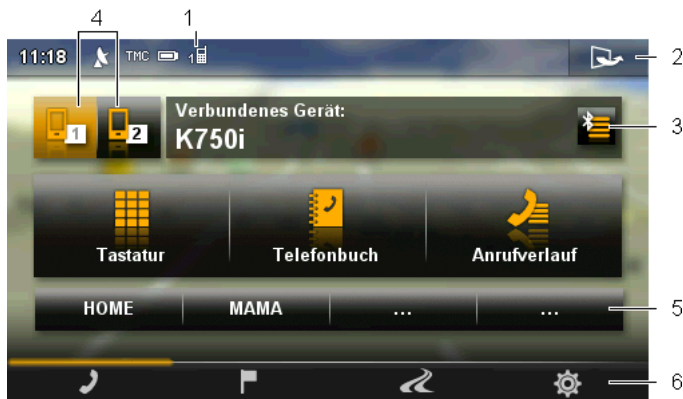 4 1
11:18 TMC 1 2
1 2 Verbundenes Gerät:
K750i 3
Tastatur Telefonbuch Anrufverlauf
HOME MAMA ... ... 5
6